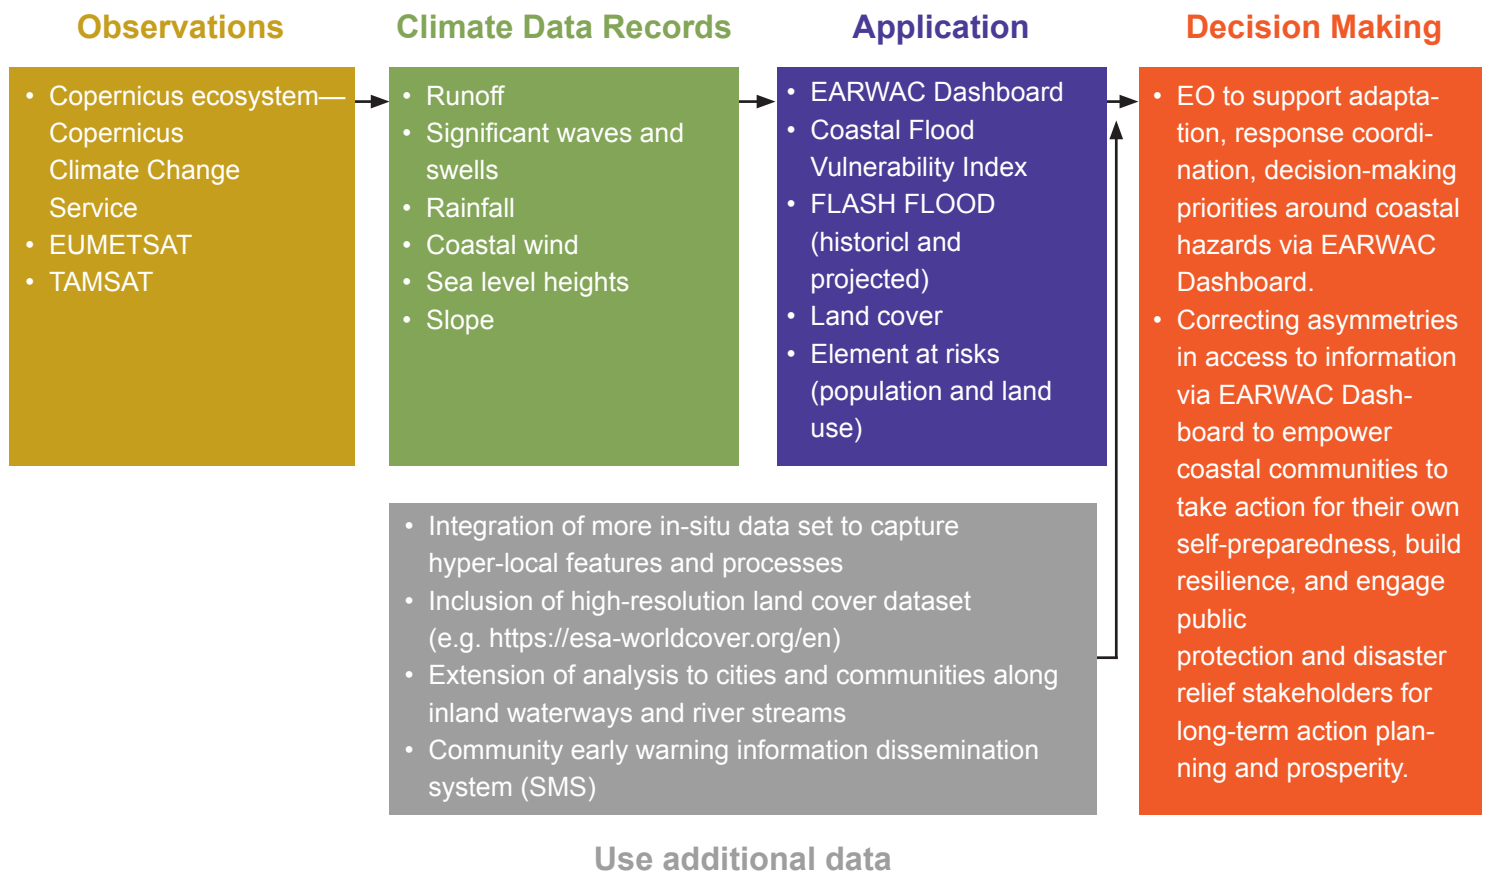 Observations
• Copernicus ecosystem—
Copernicus
Climate Change
Service
• EUMETSAT
• TAMSAT
Climate Data Records
• Runoff
• Significant waves and
swells
• Rainfall
• Coastal wind
• Sea level heights
• Slope
Application
• EARWAC Dashboard
• Coastal Flood
Vulnerability Index
• FLASH FLOOD
(historicl and
projected)
• Land cover
• Element at risks
(population and land
use)
Decision Making
• EO to support adapta-
tion, response coordi-
nation, decision-making
priorities around coastal
hazards via EARWAC
Dashboard.
• Correcting asymmetries
in access to information
via EARWAC Dash-
board to empower
coastal communities to
take action for their own
self-preparedness, build
resilience, and engage
public
protection and disaster
relief stakeholders for
long-term action plan-
ning and prosperity.
• Integration of more in-situ data set to capture
hyper-local features and processes
• Inclusion of high-resolution land cover dataset
(e.g. https://esa-worldcover.org/en)
• Extension of analysis to cities and communities along
inland waterways and river streams
• Community early warning information dissemination
system (SMS)
Use additional data